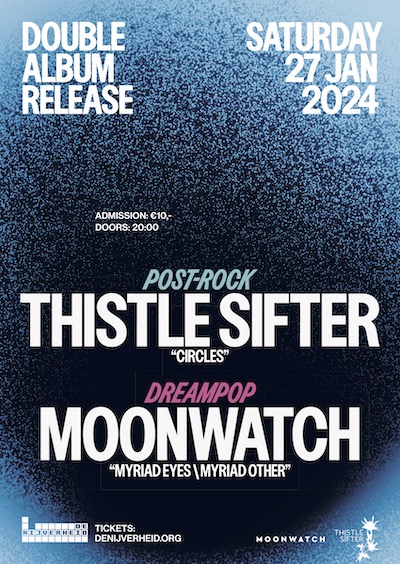 DOUBLE
ALBUM
RELEASE
SATURDAY
27 JAN
2024
ADMISSION: €10,-
DOORS: 20:00
POST-ROCK
THISTLE SIFTER
“CIRCLES”
DREAMPOP
MOONWATCH
“MYRIAD EYES \ MYRIAD OTHER”
DE
NIJVERHEID
TICKETS:
DENIJVERHEID.ORG
MOONWATCH
THISTLE
SIFTER